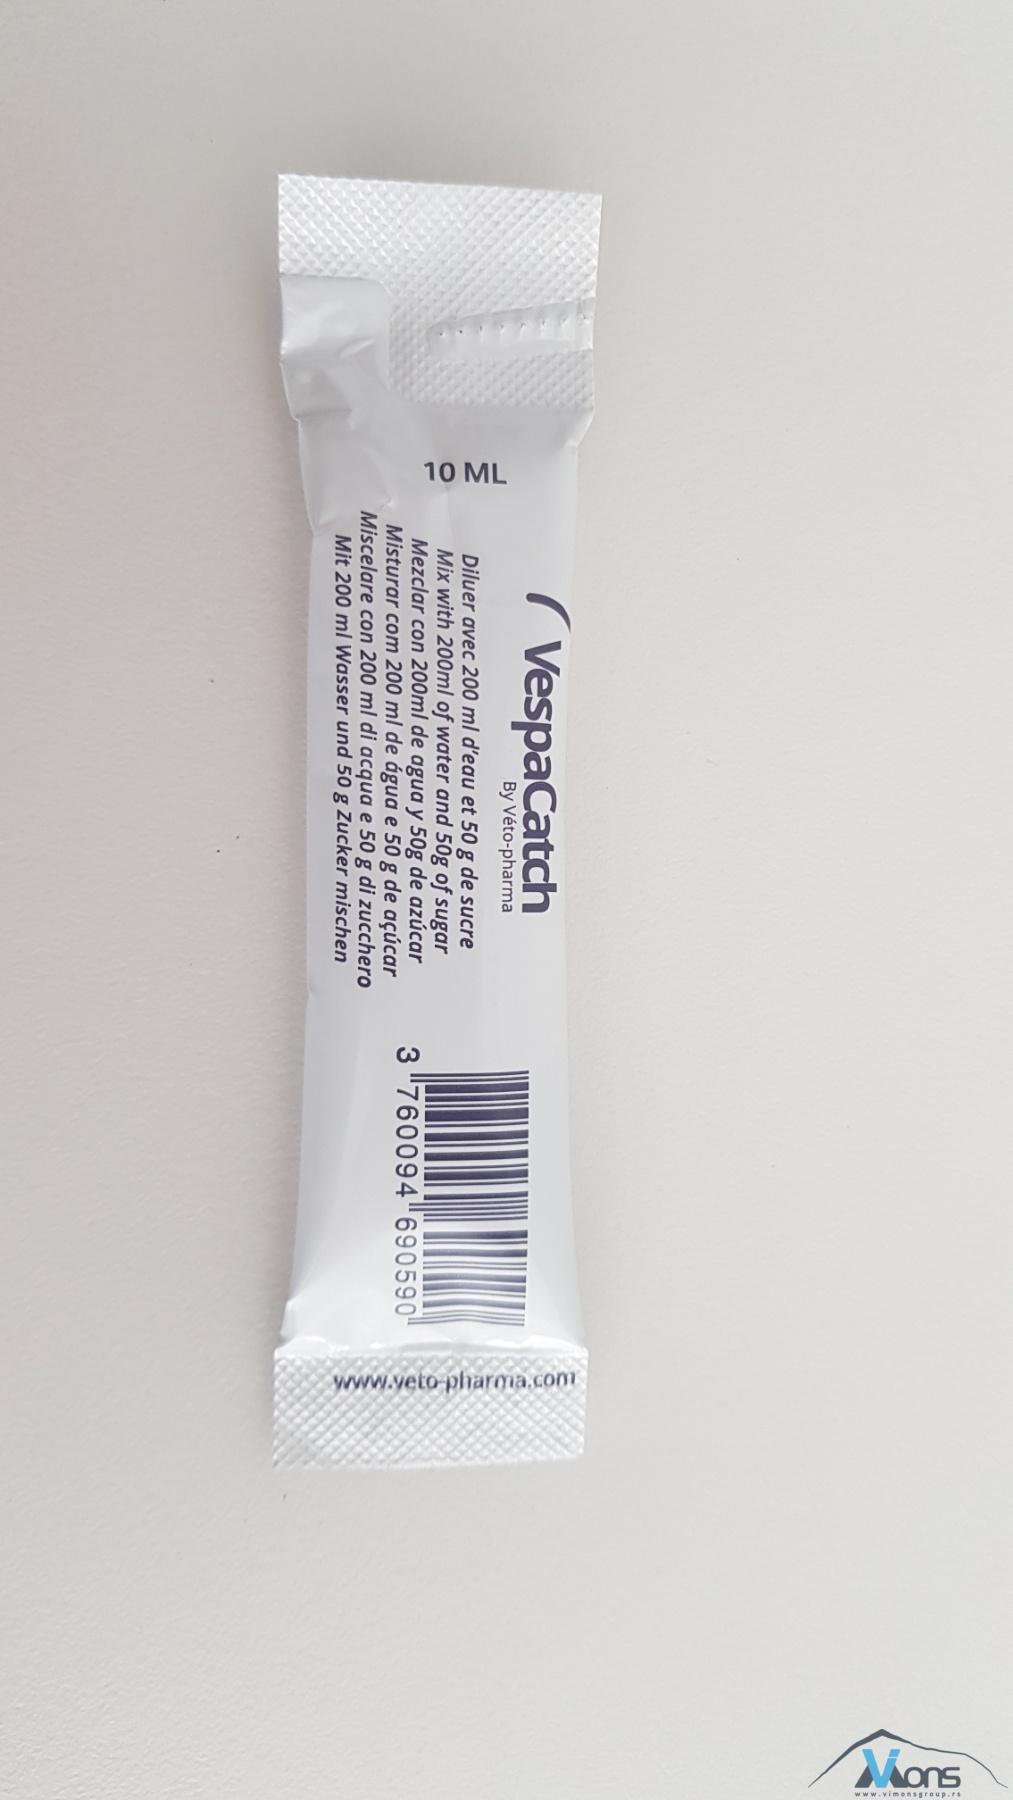 10 ML
VespaCatch
By Véto-pharma
Diluer avec 200 ml d'eau et 50 g de sucre
Mix with 200ml of water and 50g of sugar
Mezclar con 200ml de agua y 50g de azúcar
Misturar com 200 ml de água e 50 g de açúcar
Miscelare con 200 ml di acqua e 50 g di zucchero
Mit 200 ml Wasser und 50 g Zucker mischen
3 760094 690590
www.veto-pharma.com
Vimons
www.vimonsgroup.rs